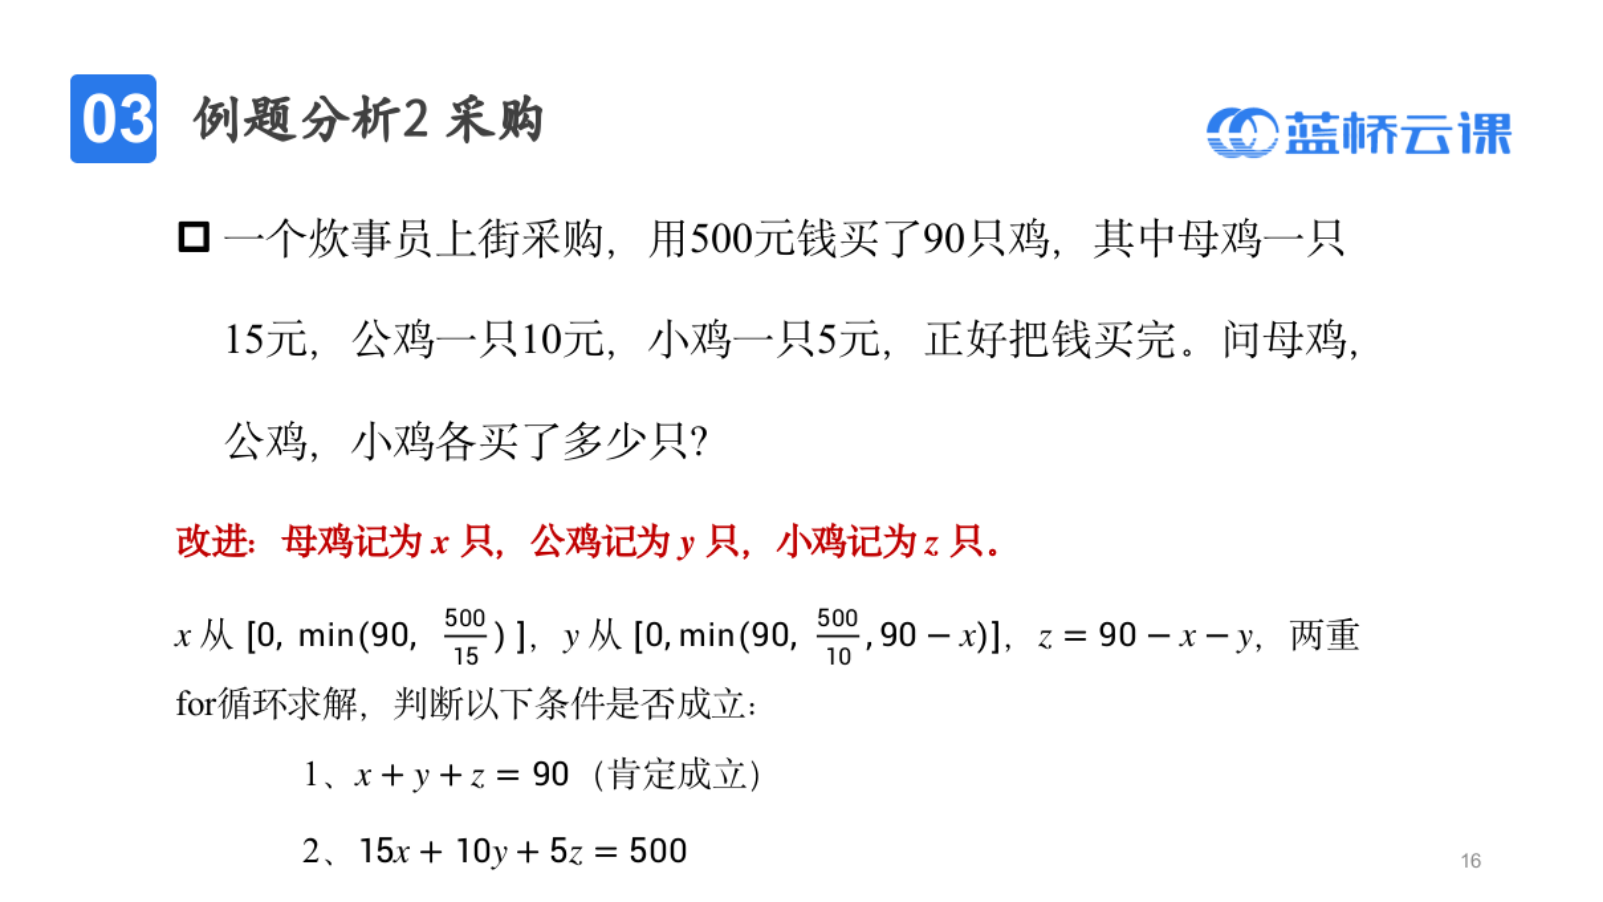 03 例题分析2 采购
蓝桥云课
一个炊事员上街采购，用500元钱买了90只鸡，其中母鸡一只
15元，公鸡一只10元，小鸡一只5元，正好把钱买完。问母鸡，
公鸡，小鸡各买了多少只?
改进：母鸡记为 x 只，公鸡记为 y 只，小鸡记为 z 只。
x 从 [0, min(90, 500/15) ]，y 从 [0, min(90, 500/10, 90 − x)]，z = 90 − x − y，两重
for循环求解，判断以下条件是否成立：
1、x + y + z = 90（肯定成立）
2、15x + 10y + 5z = 500
16